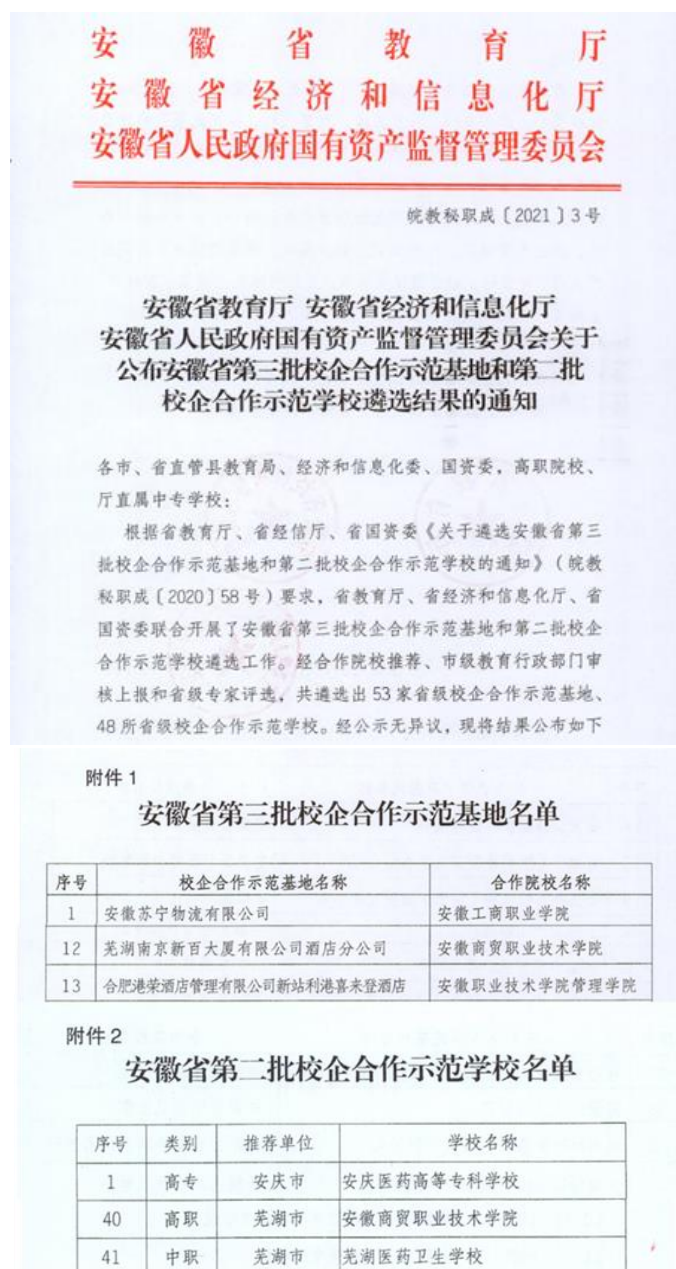 安徽省教育厅
安徽省经济和信息化厅
安徽省人民政府国有资产监督管理委员会
皖教秘职成〔2021〕3号
安徽省教育厅 安徽省经济和信息化厅
安徽省人民政府国有资产监督管理委员会关于
公布安徽省第三批校企合作示范基地和第二批
校企合作示范学校遴选结果的通知
各市、省直管县教育局、经济和信息化委、国资委，高职院校、
厅直属中专学校：
根据省教育厅、省经信厅、省国资委《关于遴选安徽省第三
批校企合作示范基地和第二批校企合作示范学校的通知》（皖教
秘职成〔2020〕58号）要求，省教育厅、省经济和信息化厅、省
国资委联合开展了安徽省第三批校企合作示范基地和第二批校企
合作示范学校遴选工作。经合作院校推荐、市级教育行政部门审
核上报和省级专家评选，共遴选出53家省级校企合作示范基地、
48所省级校企合作示范学校。经公示无异议，现将结果公布如下
附件1
安徽省第三批校企合作示范基地名单
序号 校企合作示范基地名称 合作院校名称
1 安徽苏宁物流有限公司 安徽工商职业学院
12 芜湖南京新百大厦有限公司酒店分公司 安徽商贸职业技术学院
13 合肥港荣酒店管理有限公司新站利港喜来登酒店 安徽职业技术学院管理学院
附件2
安徽省第二批校企合作示范学校名单
序号 类别 推荐单位 学校名称
1 高专 安庆市 安庆医药高等专科学校
40 高职 芜湖市 安徽商贸职业技术学院
41 中职 芜湖市 芜湖医药卫生学校